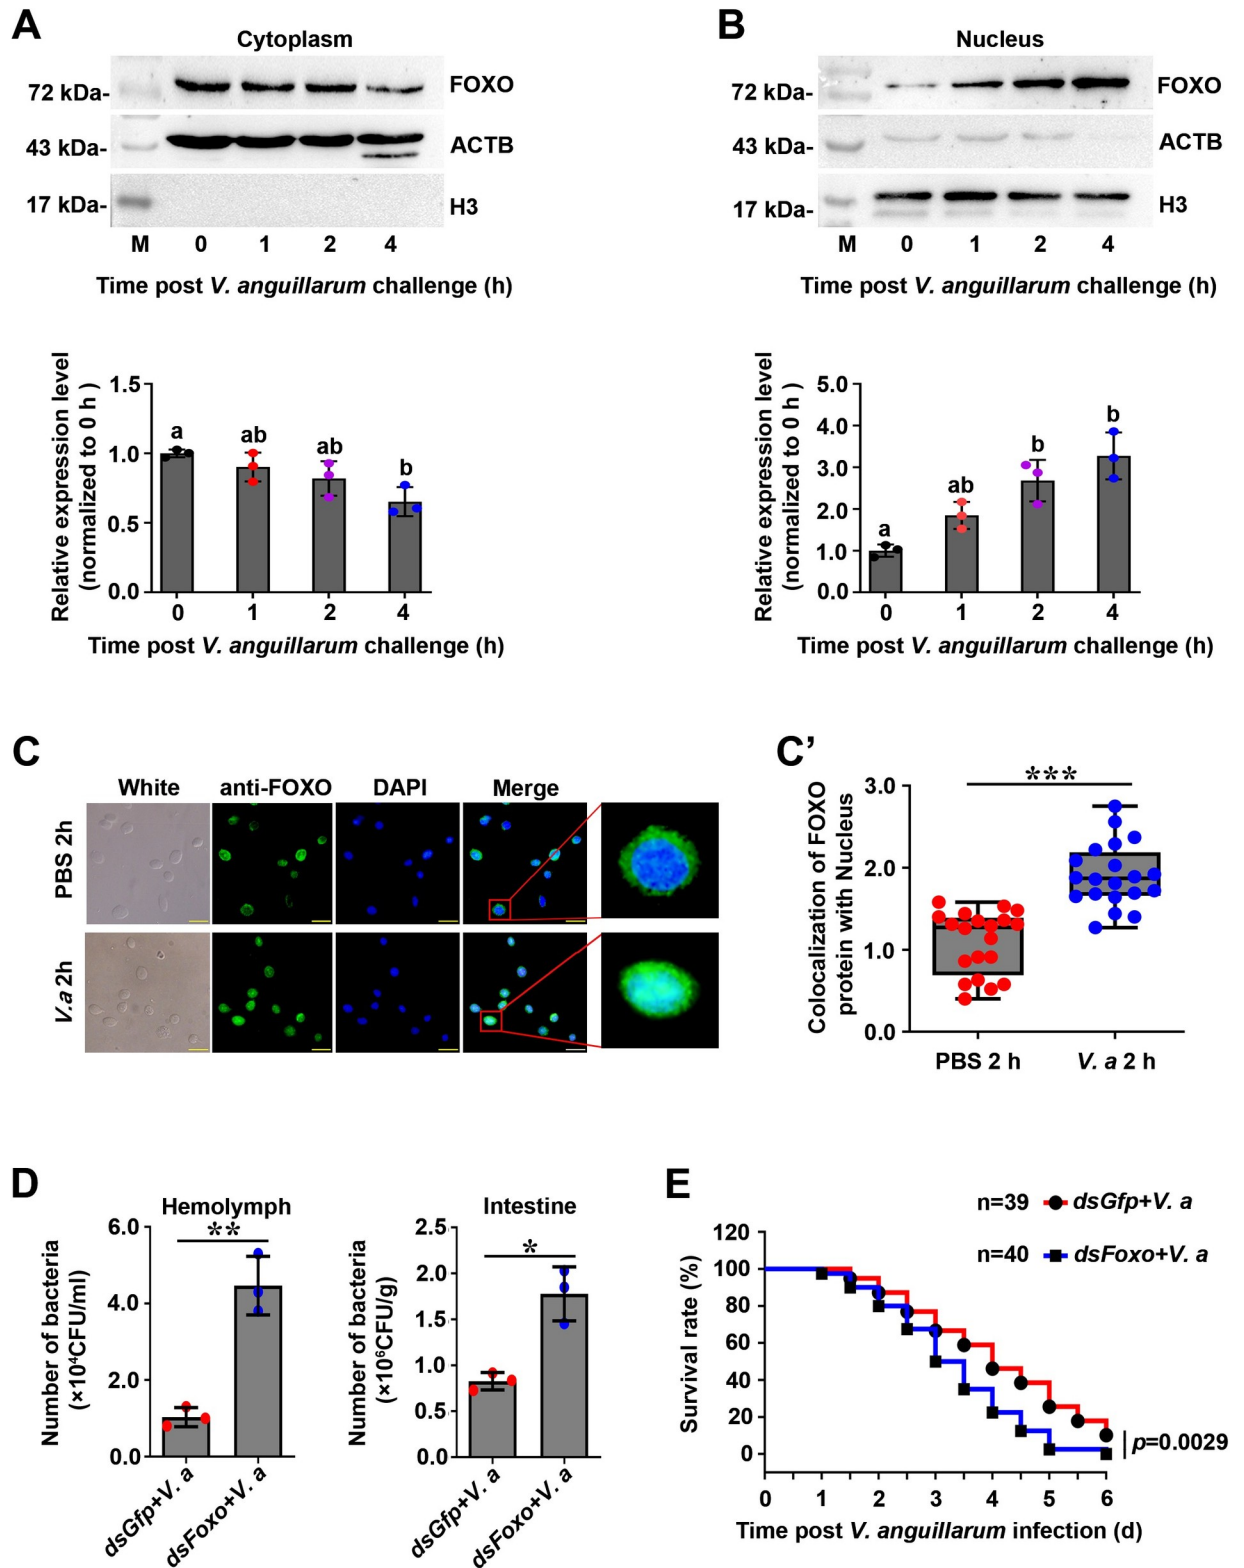 A
Cytoplasm
72 kDa-
FOXO
43 kDa-
ACTB
17 kDa-
H3
M 0 1 2 4
Time post V. anguillarum challenge (h)
Relative expression level
(normalized to 0 h )
1.5
1.0
0.5
0.0
a ab ab b
0 1 2 4
Time post V. anguillarum challenge (h)
B
Nucleus
72 kDa-
FOXO
43 kDa-
ACTB
17 kDa-
H3
M 0 1 2 4
Time post V. anguillarum challenge (h)
Relative expression level
(normalized to 0 h )
5.0
4.0
3.0
2.0
1.0
0.0
a ab b b
0 1 2 4
Time post V. anguillarum challenge (h)
C
White anti-FOXO DAPI Merge
PBS 2h
V.a 2h
C’
Colocalization of FOXO
protein with Nucleus
3.0
2.0
1.0
0.0
***
PBS 2 h V. a 2 h
D
Hemolymph
Number of bacteria
(×10⁴CFU/ml)
6.0
4.0
2.0
0.0
**
dsGfp+V. a
dsFoxo+V. a
Intestine
Number of bacteria
(×10⁶CFU/g)
2.5
2.0
1.5
1.0
0.5
0.0
*
dsGfp+V. a
dsFoxo+V. a
E
n=39 dsGfp+V. a
n=40 dsFoxo+V. a
Survival rate (%)
120
100
80
60
40
20
0
p=0.0029
0 1 2 3 4 5 6
Time post V. anguillarum infection (d)